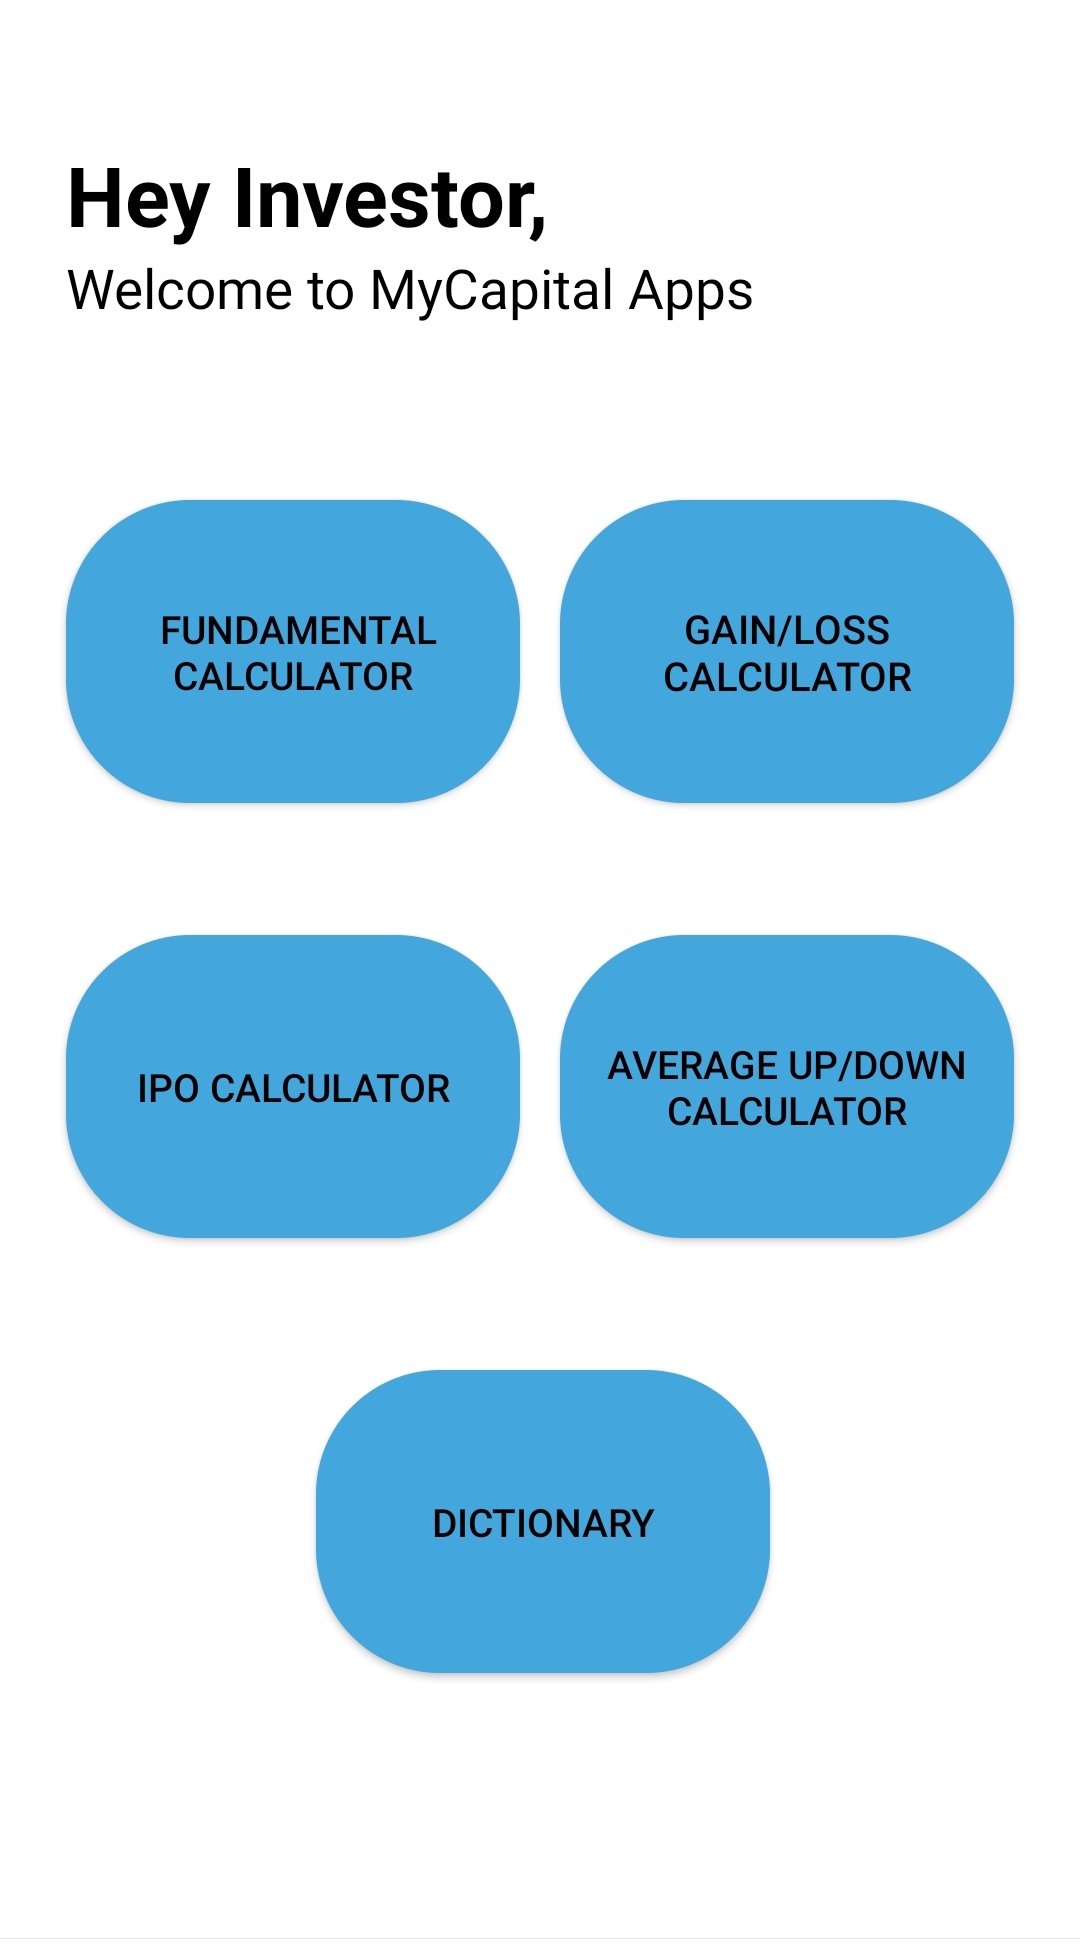 Hey Investor,
Welcome to MyCapital Apps
FUNDAMENTAL
CALCULATOR
GAIN/LOSS
CALCULATOR
IPO CALCULATOR
AVERAGE UP/DOWN
CALCULATOR
DICTIONARY